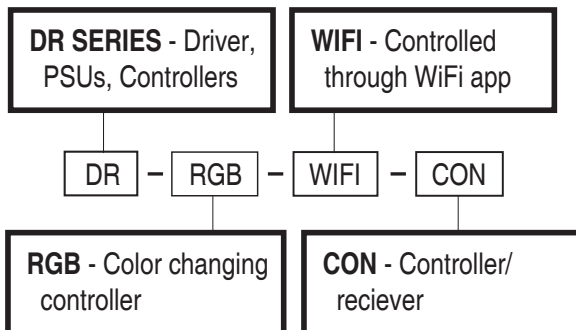 DR SERIES - Driver,
PSUs, Controllers
WIFI - Controlled
through WiFi app
DR – RGB – WIFI – CON
RGB - Color changing
controller
CON - Controller/
reciever